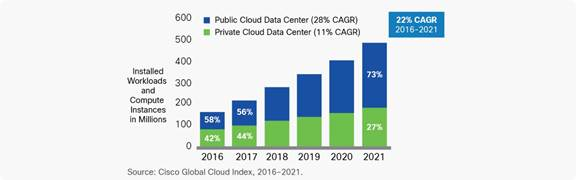 600
500
400
300
200
100
0
Installed
Workloads
and
Compute
Instances
in Millions
Public Cloud Data Center (28% CAGR)
Private Cloud Data Center (11% CAGR)
22% CAGR
2016–2021
58%
42%
56%
44%
73%
27%
2016 2017 2018 2019 2020 2021
Source: Cisco Global Cloud Index, 2016–2021.